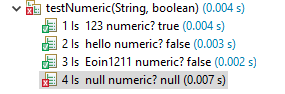 testNumeric(String, boolean) (0.004 s)
1 Is 123 numeric? true (0.004 s)
2 Is hello numeric? false (0.003 s)
3 Is Eoin1211 numeric? false (0.002 s)
4 Is null numeric? null (0.007 s)